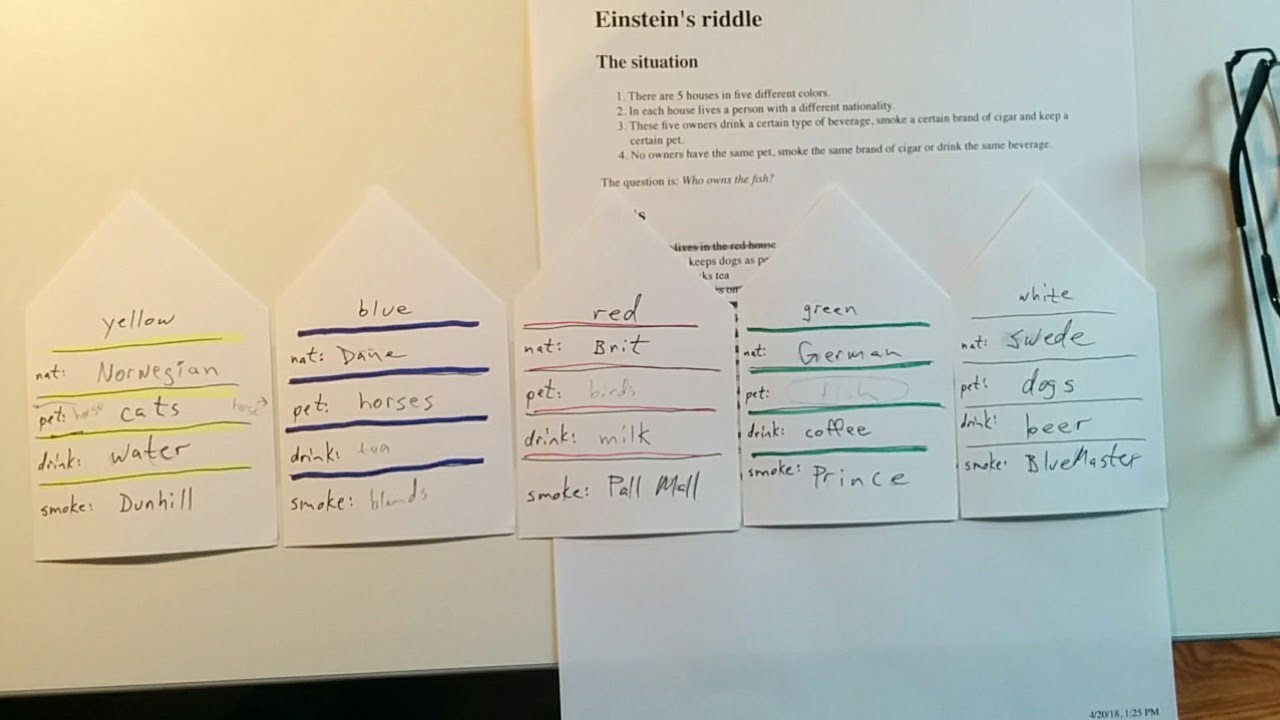 Einstein's riddle
The situation
1. There are 5 houses in five different colors.
2. In each house lives a person with a different nationality.
3. These five owners drink a certain type of beverage, smoke a certain brand of cigar and keep a
certain pet.
4. No owners have the same pet, smoke the same brand of cigar or drink the same beverage.
The question is: Who owns the fish?
's
lives in the red house
keeps dogs as pe
ks tea
is on
yellow
nat: Norwegian
pet: horse cats horse→
drink: water
smoke: Dunhill
blue
nat: Dane
pet: horses
drink: tea
smoke: blends
red
nat: Brit
pet: birds
drink: milk
smoke: Pall Mall
green
nat: German
pet: fish
drink: coffee
smoke: Prince
white
nat: Swede
pet: dogs
drink: beer
smoke: BlueMaster
4/20/18, 1:25 PM